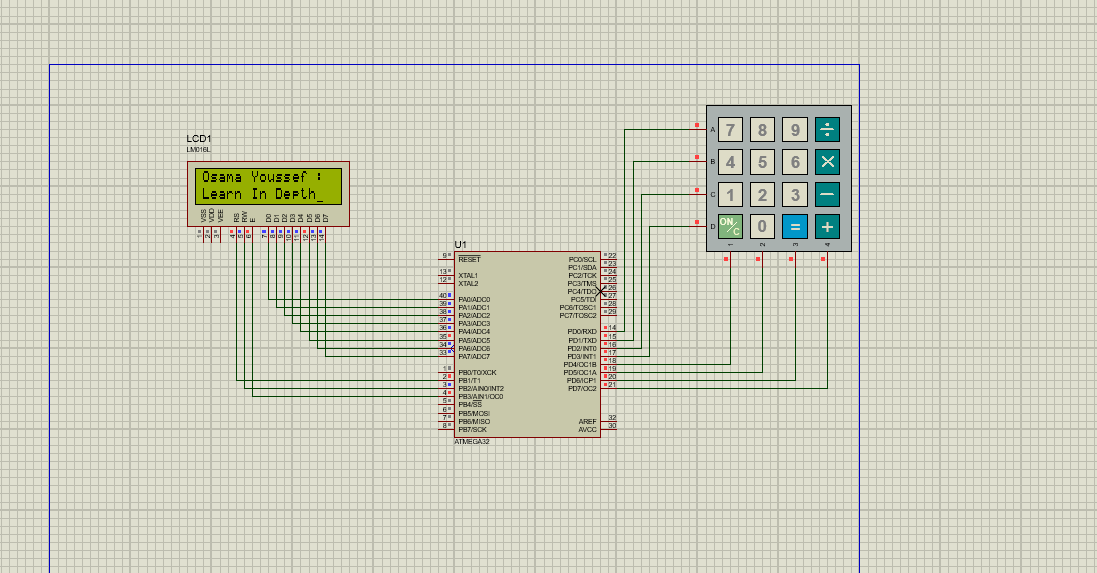 LCD1
LM016L
Osama Youssef :
Learn In Depth_
VSS
VDD
VEE
RS
RW
E
D0
D1
D2
D3
D4
D5
D6
D7
1
2
3
4
5
6
7
8
9
10
11
12
13
14
U1
9 RESET
13 XTAL1
12 XTAL2
40 PA0/ADC0
39 PA1/ADC1
38 PA2/ADC2
37 PA3/ADC3
36 PA4/ADC4
35 PA5/ADC5
34 PA6/ADC6
33 PA7/ADC7
1 PB0/T0/XCK
2 PB1/T1
3 PB2/AIN0/INT2
4 PB3/AIN1/OC0
5 PB4/SS
6 PB5/MOSI
7 PB6/MISO
8 PB7/SCK
PC0/SCL 22
PC1/SDA 23
PC2/TCK 24
PC3/TMS 25
PC4/TDO 26
PC5/TDI 27
PC6/TOSC1 28
PC7/TOSC2 29
PD0/RXD 14
PD1/TXD 15
PD2/INT0 16
PD3/INT1 17
PD4/OC1B 18
PD5/OC1A 19
PD6/ICP1 20
PD7/OC2 21
AREF 32
AVCC 30
ATMEGA32
A 7 8 9 ÷
B 4 5 6 ×
C 1 2 3 −
D ON/C 0 = +
1 2 3 4